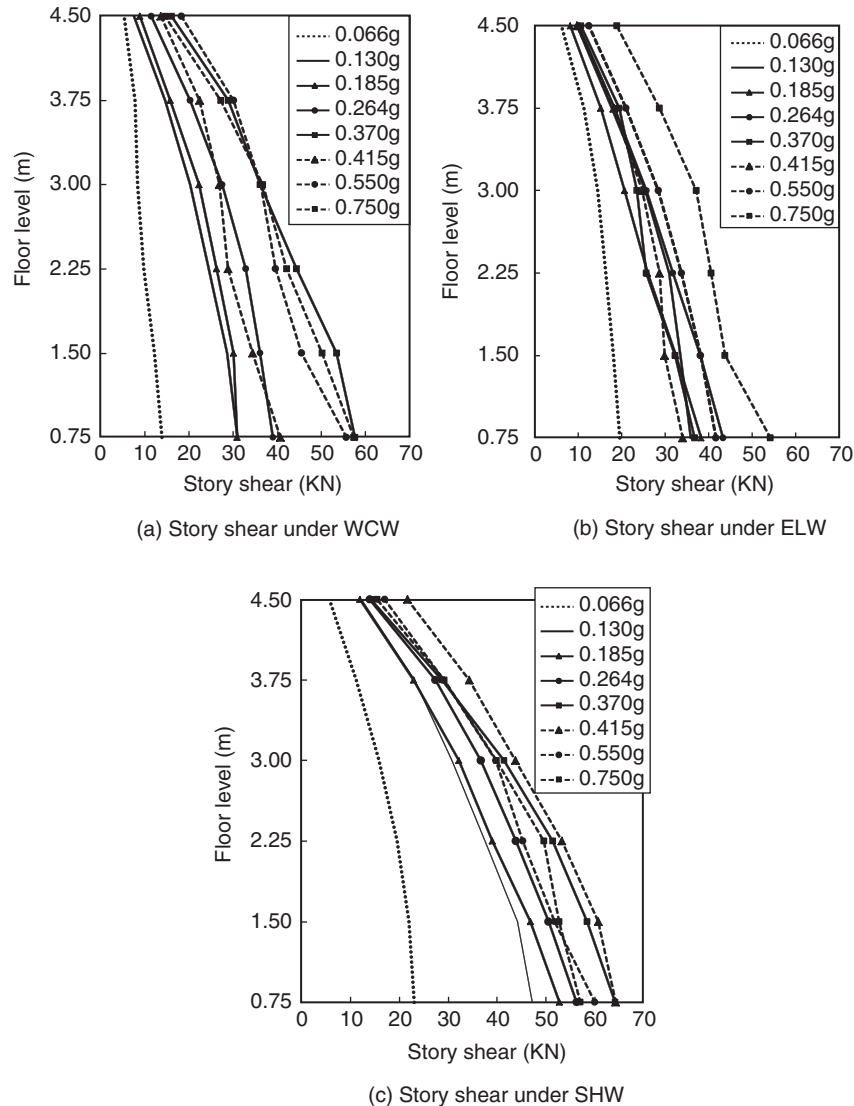 4.50
3.75
3.00
2.25
1.50
0.75
Floor level (m)
0 10 20 30 40 50 60 70
Story shear (KN)
0.066g
0.130g
0.185g
0.264g
0.370g
0.415g
0.550g
0.750g
(a) Story shear under WCW
4.50
3.75
3.00
2.25
1.50
0.75
Floor level (m)
0 10 20 30 40 50 60 70
Story shear (KN)
0.066g
0.130g
0.185g
0.264g
0.370g
0.415g
0.550g
0.750g
(b) Story shear under ELW
4.50
3.75
3.00
2.25
1.50
0.75
Floor level (m)
0 10 20 30 40 50 60 70
Story shear (KN)
0.066g
0.130g
0.185g
0.264g
0.370g
0.415g
0.550g
0.750g
(c) Story shear under SHW